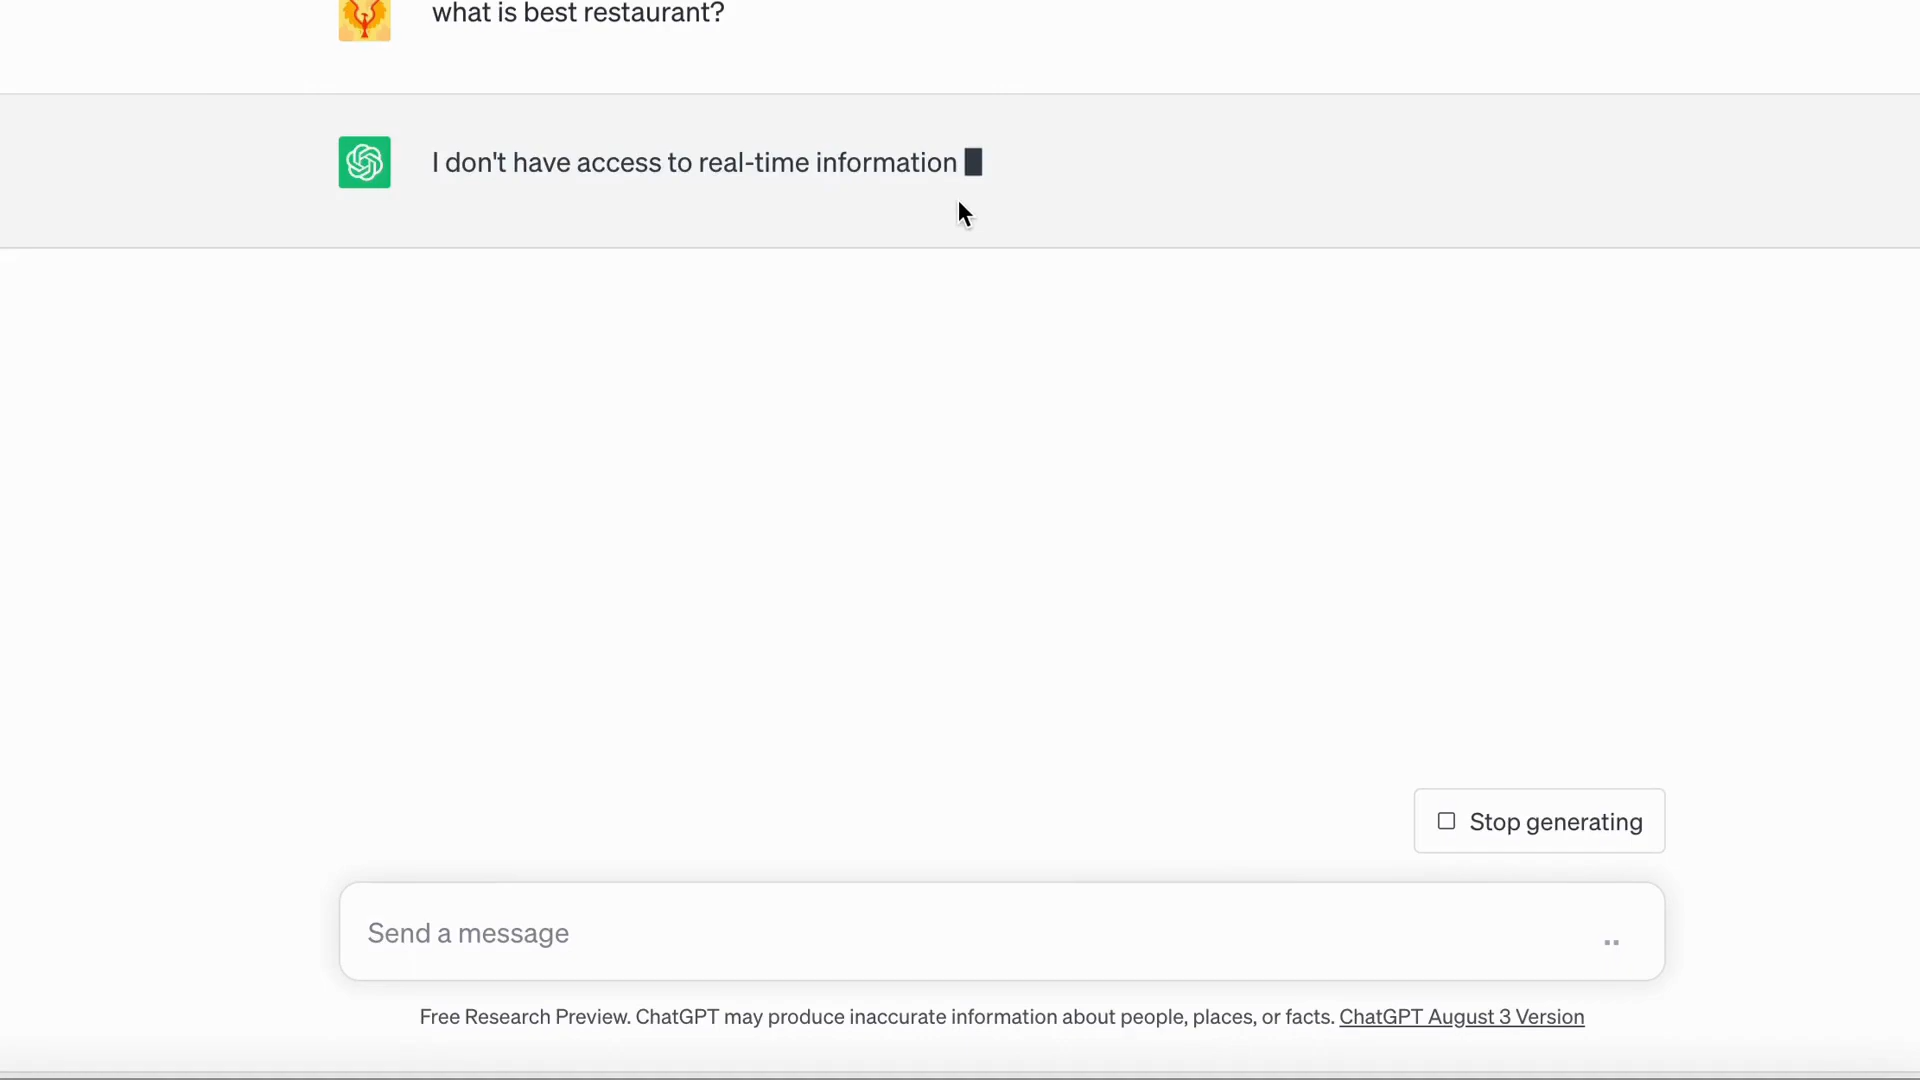 what is best restaurant?
I don't have access to real-time information
Stop generating
Send a message
Free Research Preview. ChatGPT may produce inaccurate information about people, places, or facts. ChatGPT August 3 Version